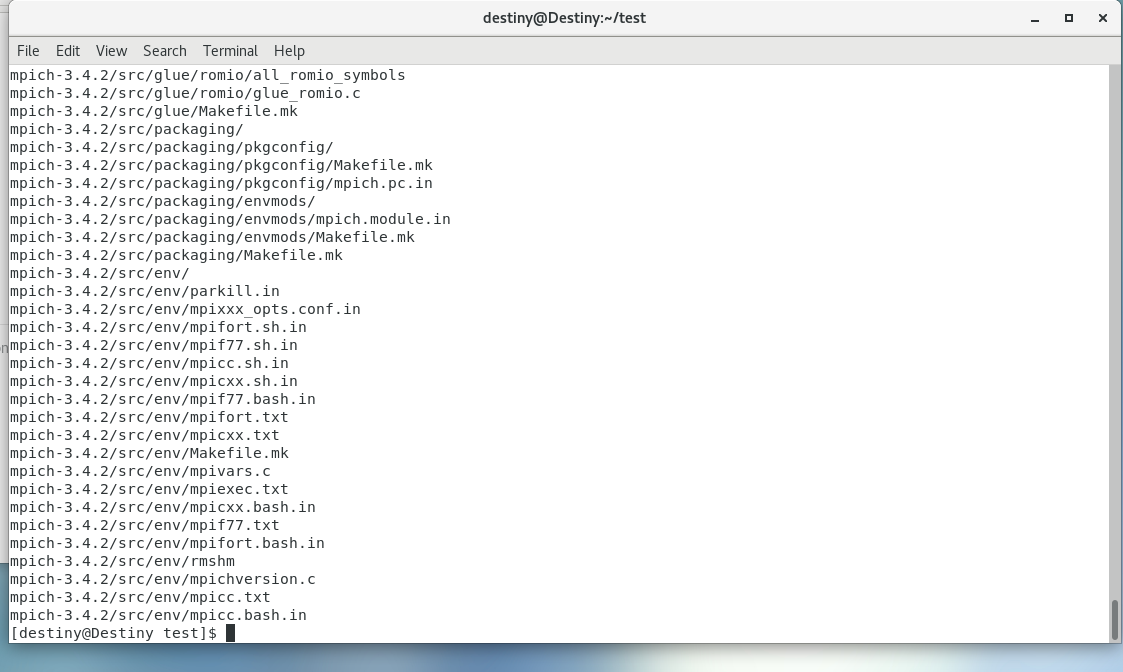 destiny@Destiny:~/test
File Edit View Search Terminal Help
mpich-3.4.2/src/glue/romio/all_romio_symbols
mpich-3.4.2/src/glue/romio/glue_romio.c
mpich-3.4.2/src/glue/Makefile.mk
mpich-3.4.2/src/packaging/
mpich-3.4.2/src/packaging/pkgconfig/
mpich-3.4.2/src/packaging/pkgconfig/Makefile.mk
mpich-3.4.2/src/packaging/pkgconfig/mpich.pc.in
mpich-3.4.2/src/packaging/envmods/
mpich-3.4.2/src/packaging/envmods/mpich.module.in
mpich-3.4.2/src/packaging/envmods/Makefile.mk
mpich-3.4.2/src/packaging/Makefile.mk
mpich-3.4.2/src/env/
mpich-3.4.2/src/env/parkill.in
mpich-3.4.2/src/env/mpixxx_opts.conf.in
mpich-3.4.2/src/env/mpifort.sh.in
mpich-3.4.2/src/env/mpif77.sh.in
mpich-3.4.2/src/env/mpicc.sh.in
mpich-3.4.2/src/env/mpicxx.sh.in
mpich-3.4.2/src/env/mpif77.bash.in
mpich-3.4.2/src/env/mpifort.txt
mpich-3.4.2/src/env/mpicxx.txt
mpich-3.4.2/src/env/Makefile.mk
mpich-3.4.2/src/env/mpivars.c
mpich-3.4.2/src/env/mpiexec.txt
mpich-3.4.2/src/env/mpicxx.bash.in
mpich-3.4.2/src/env/mpif77.txt
mpich-3.4.2/src/env/mpifort.bash.in
mpich-3.4.2/src/env/rmshm
mpich-3.4.2/src/env/mpichversion.c
mpich-3.4.2/src/env/mpicc.txt
mpich-3.4.2/src/env/mpicc.bash.in
[destiny@Destiny test]$